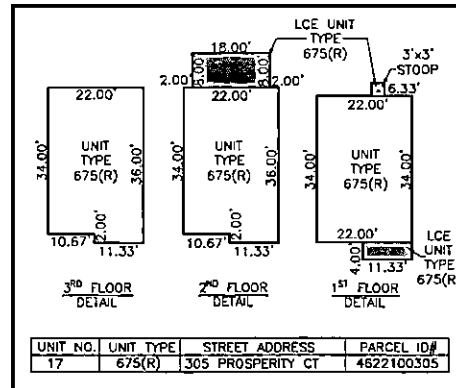 18.00'
8.00'
8.00'
2.00'
2.00'
LCE UNIT
TYPE
675(R)
3'x3'
STOOP
6.33'
22.00'
22.00'
22.00'
34.00'
UNIT
TYPE
675(R)
36.00'
34.00'
UNIT
TYPE
675(R)
36.00'
34.00'
UNIT
TYPE
675(R)
34.00'
10.67'
2.00'
11.33'
10.67'
2.00'
11.33'
22.00'
4.00'
11.33'
LCE
UNIT
TYPE
675(R)
3RD FLOOR
DETAIL
2ND FLOOR
DETAIL
1ST FLOOR
DETAIL
UNIT NO. UNIT TYPE STREET ADDRESS PARCEL ID#
17 675(R) 305 PROSPERITY CT 4622100305